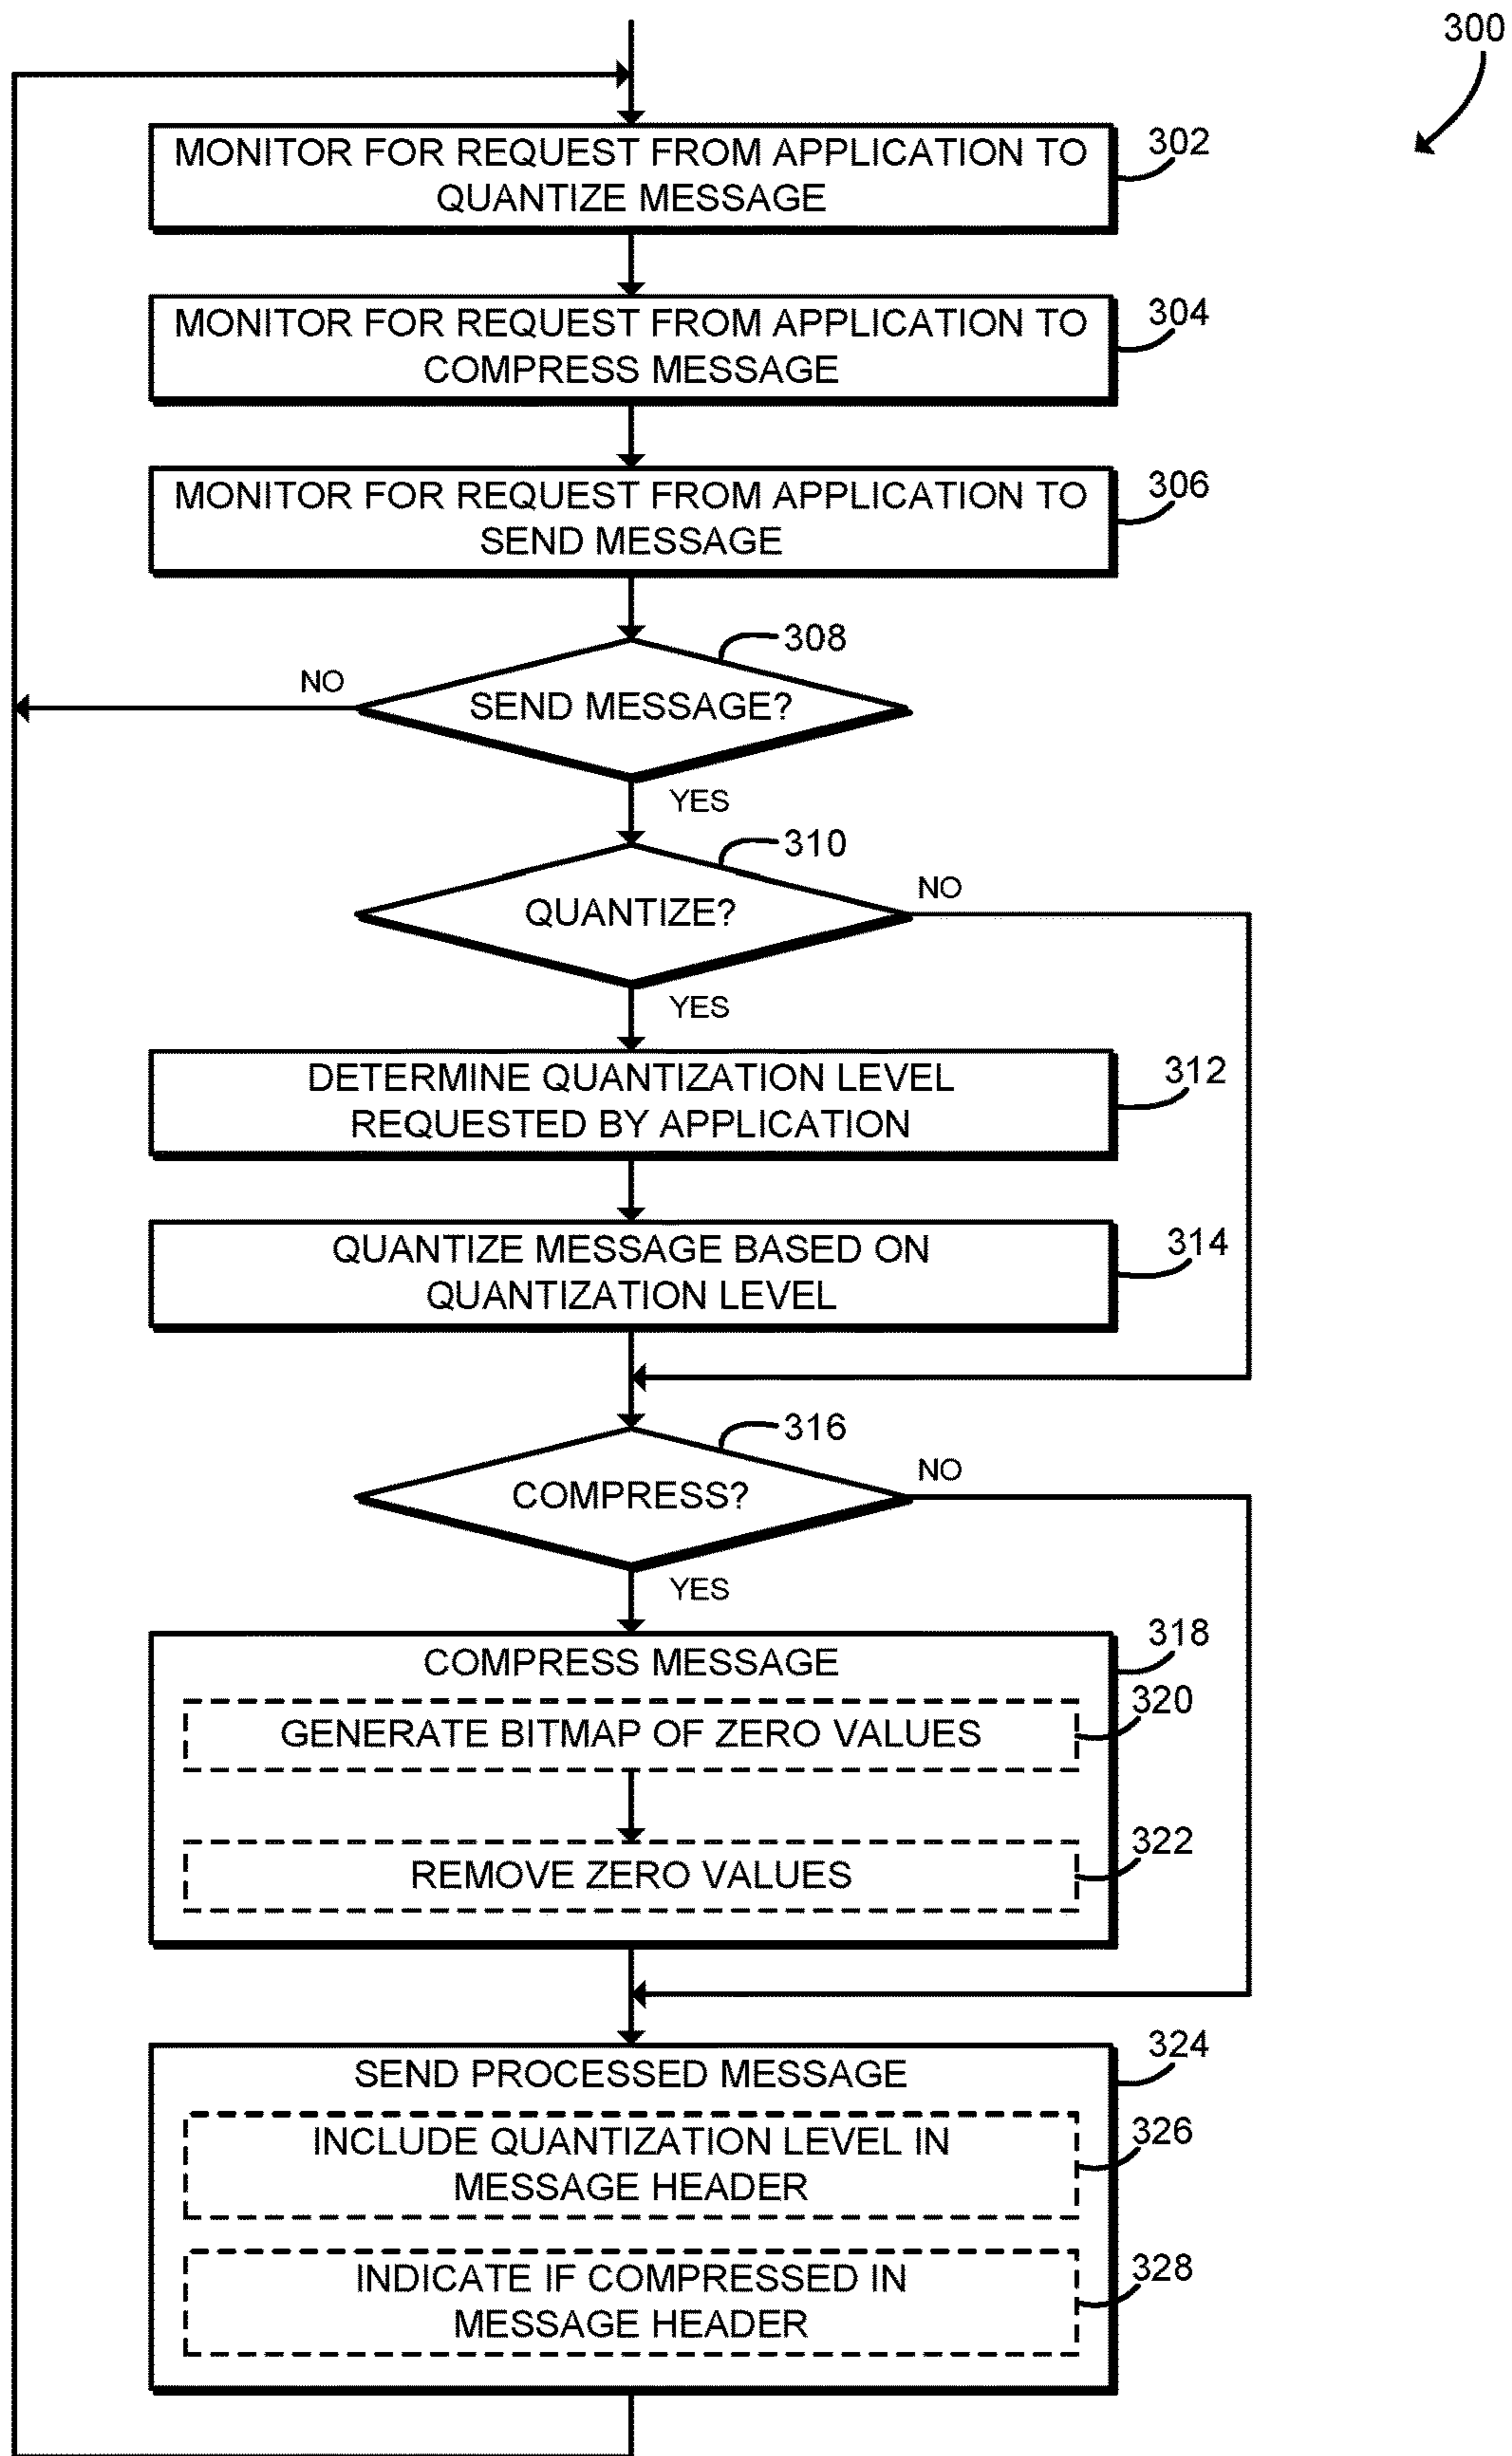 300
MONITOR FOR REQUEST FROM APPLICATION TO
QUANTIZE MESSAGE
302
MONITOR FOR REQUEST FROM APPLICATION TO
COMPRESS MESSAGE
304
MONITOR FOR REQUEST FROM APPLICATION TO
SEND MESSAGE
306
308
NO
SEND MESSAGE?
YES
310
NO
QUANTIZE?
YES
DETERMINE QUANTIZATION LEVEL
REQUESTED BY APPLICATION
312
QUANTIZE MESSAGE BASED ON
QUANTIZATION LEVEL
314
316
NO
COMPRESS?
YES
COMPRESS MESSAGE
318
GENERATE BITMAP OF ZERO VALUES
320
REMOVE ZERO VALUES
322
SEND PROCESSED MESSAGE
324
INCLUDE QUANTIZATION LEVEL IN
MESSAGE HEADER
326
INDICATE IF COMPRESSED IN
MESSAGE HEADER
328